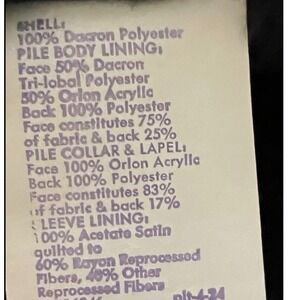 SHELL:
100% Dacron Polyester
PILE BODY LINING:
Face 50% Dacron
Tri-lobal Polyester
50% Orlon Acrylic
Back 100% Polyester
Face constitutes 75%
of fabric & back 25%
PILE COLLAR & LAPEL:
Face 100% Orlon Acrylic
Back 100% Polyester
Face constitutes 83%
of fabric & back 17%
SLEEVE LINING:
100% Acetate Satin
quilted to
60% Rayon Reprocessed
Fibers, 40% Other
Reprocessed Fibers
plt-424